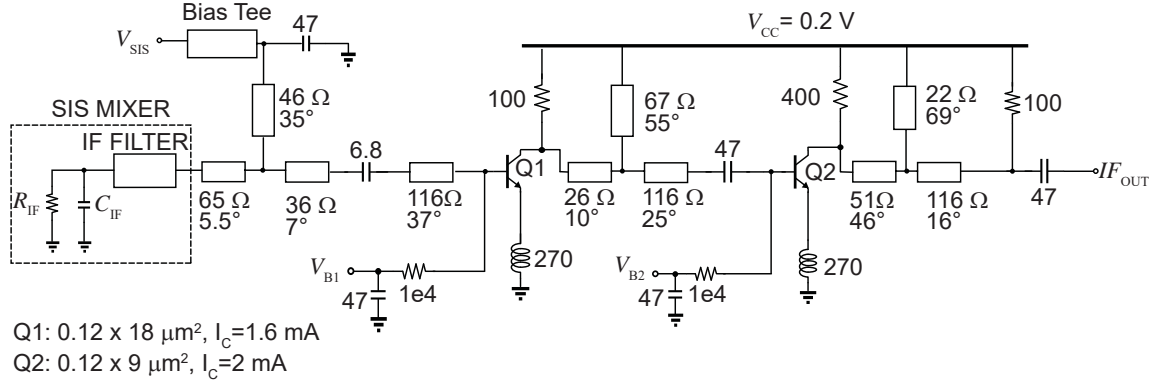 Bias Tee
V_SIS
47
V_CC = 0.2 V
46 Ω
35°
100
67 Ω
55°
400
22 Ω
69°
100
SIS MIXER
IF FILTER
R_IF
C_IF
65 Ω
5.5°
36 Ω
7°
6.8
116Ω
37°
Q1
26 Ω
10°
116 Ω
25°
47
Q2
51Ω
46°
116 Ω
16°
47
IF_OUT
V_B1
47
1e4
270
V_B2
47
1e4
270
Q1: 0.12 x 18 μm², I_C=1.6 mA
Q2: 0.12 x 9 μm², I_C=2 mA